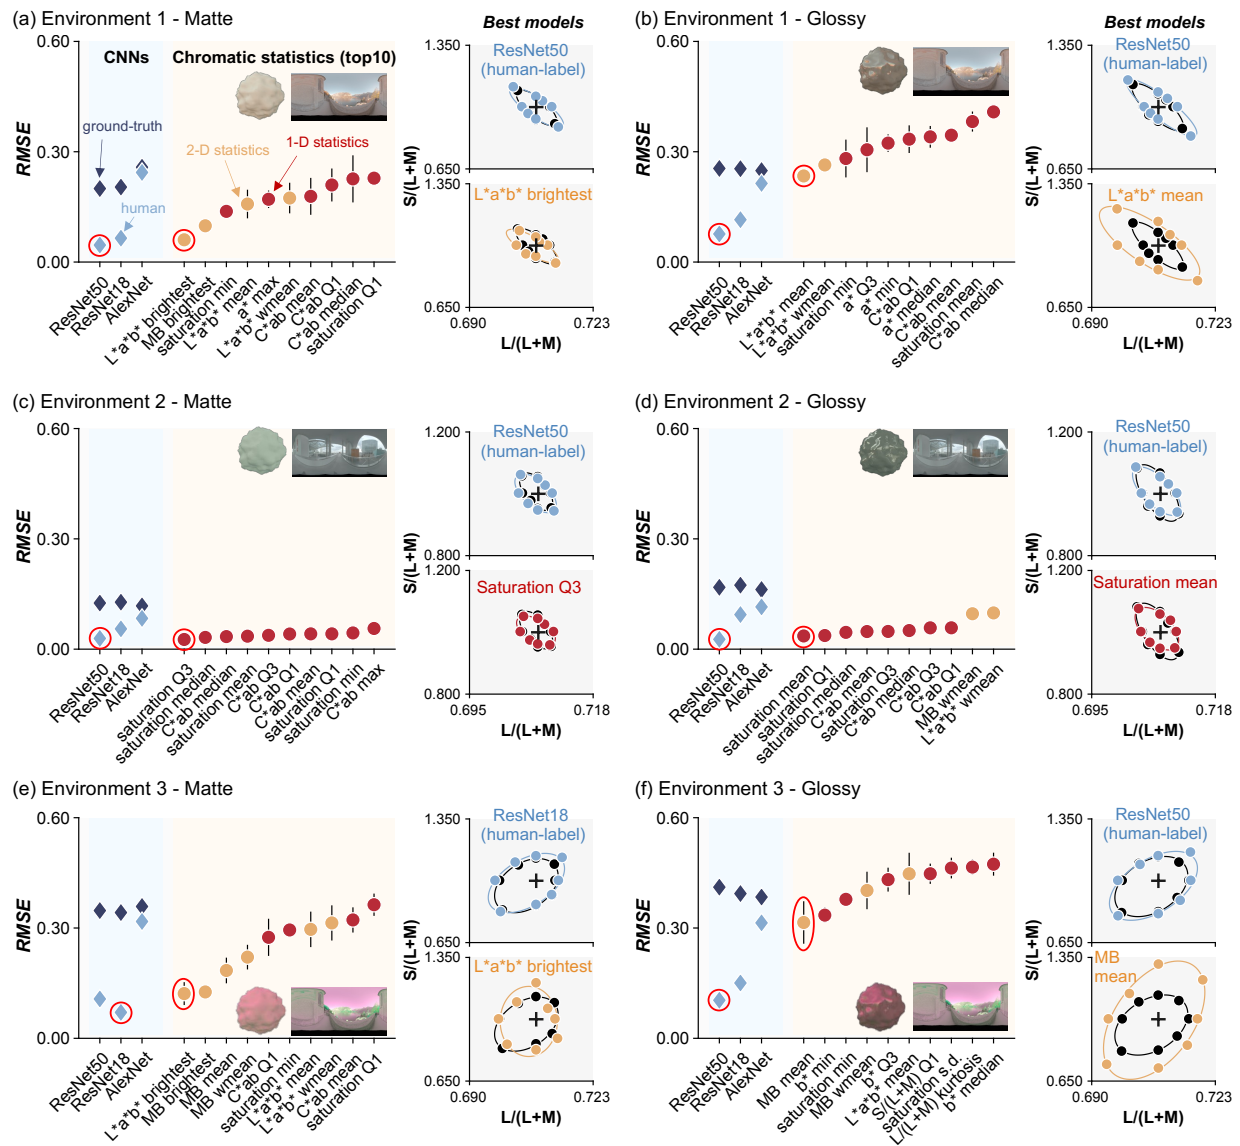 (a) Environment 1 - Matte
Best models
0.60
CNNs
Chromatic statistics (top10)
ground-truth
1-D statistics
2-D statistics
human
RMSE
0.30
0.00
ResNet50
ResNet18
AlexNet
L*a*b* brightest
MB brightest
saturation min
L*a*b* mean
a* max
L*a*b* wmean
C*ab mean
C*ab Q1
C*ab median
saturation Q1
1.350
ResNet50
(human-label)
0.650
S/(L+M)
1.350
L*a*b* brightest
0.650
0.690
0.723
L/(L+M)
(b) Environment 1 - Glossy
Best models
0.60
RMSE
0.30
0.00
ResNet50
ResNet18
AlexNet
L*a*b* mean
L*a*b* wmean
saturation min
a* Q3
a* min
C*ab Q1
a* median
C*ab mean
saturation mean
C*ab median
1.350
ResNet50
(human-label)
0.650
S/(L+M)
1.350
L*a*b* mean
0.650
0.690
0.723
L/(L+M)
(c) Environment 2 - Matte
0.60
RMSE
0.30
0.00
ResNet50
ResNet18
AlexNet
saturation Q3
saturation median
C*ab median
saturation mean
C*ab Q3
C*ab Q1
C*ab mean
saturation Q1
saturation min
C*ab max
1.200
ResNet50
(human-label)
0.800
S/(L+M)
1.200
Saturation Q3
0.800
0.695
0.718
L/(L+M)
(d) Environment 2 - Glossy
0.60
RMSE
0.30
0.00
ResNet50
ResNet18
AlexNet
saturation mean
saturation Q1
saturation median
C*ab mean
saturation Q3
C*ab median
C*ab Q3
C*ab Q1
MB wmean
L*a*b* wmean
1.200
ResNet50
(human-label)
0.800
S/(L+M)
1.200
Saturation mean
0.800
0.695
0.718
L/(L+M)
(e) Environment 3 - Matte
0.60
RMSE
0.30
0.00
ResNet50
ResNet18
AlexNet
L*a*b* brightest
MB brightest
MB mean
MB wmean
C*ab Q1
saturation min
L*a*b* mean
L*a*b* wmean
C*ab mean
saturation Q1
1.350
ResNet18
(human-label)
0.650
S/(L+M)
1.350
L*a*b* brightest
0.650
0.690
0.723
L/(L+M)
(f) Environment 3 - Glossy
0.60
RMSE
0.30
0.00
ResNet50
ResNet18
AlexNet
MB mean
b* min
saturation min
MB wmean
b* Q3
L*a*b* mean
S/(L+M) Q1
saturation s.d.
L/(L+M) kurtosis
b* median
1.350
ResNet50
(human-label)
0.650
S/(L+M)
1.350
MB
mean
0.650
0.690
0.723
L/(L+M)